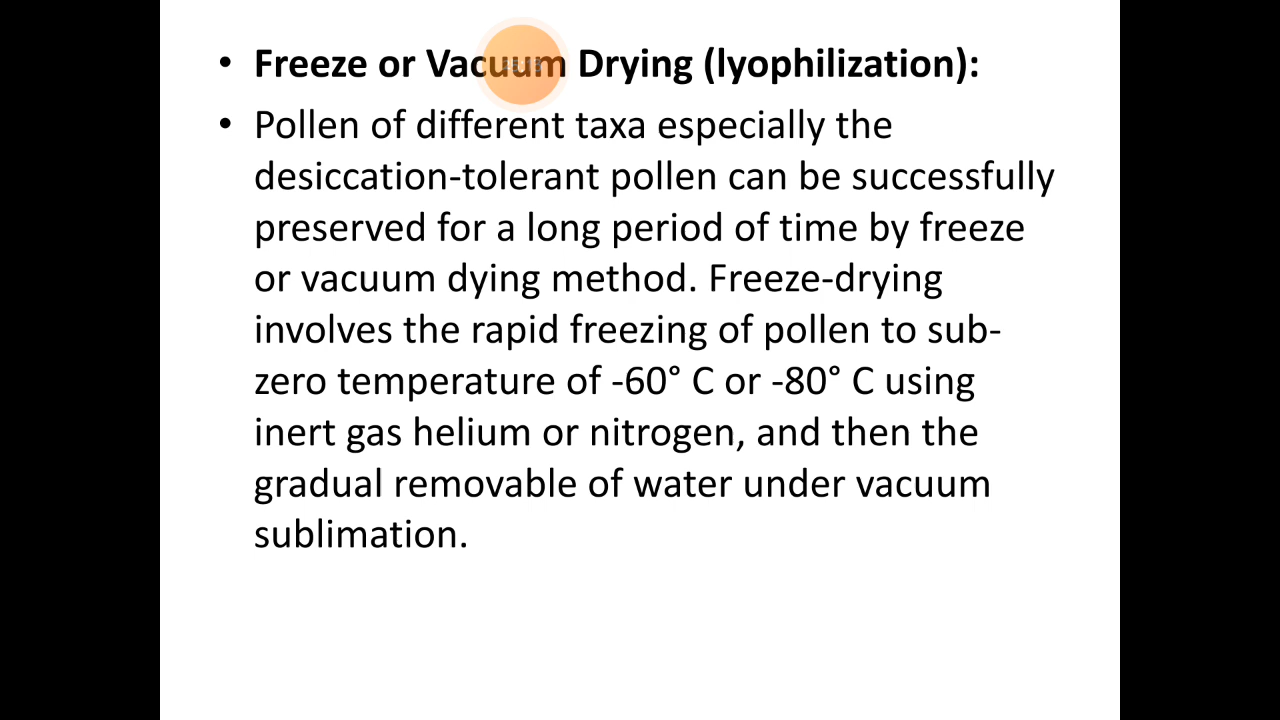 • Freeze or Vacuum Drying (lyophilization):
• Pollen of different taxa especially the
desiccation-tolerant pollen can be successfully
preserved for a long period of time by freeze
or vacuum dying method. Freeze-drying
involves the rapid freezing of pollen to sub-
zero temperature of -60° C or -80° C using
inert gas helium or nitrogen, and then the
gradual removable of water under vacuum
sublimation.